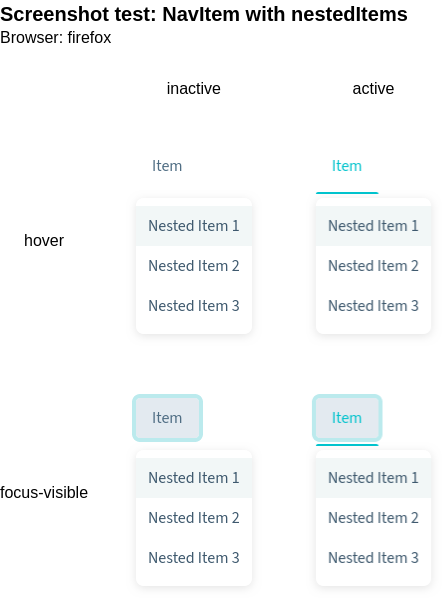 Screenshot test: NavItem with nestedItems
Browser: firefox
inactive active
Item Item
hover
Nested Item 1 Nested Item 1
Nested Item 2 Nested Item 2
Nested Item 3 Nested Item 3
Item Item
focus-visible
Nested Item 1 Nested Item 1
Nested Item 2 Nested Item 2
Nested Item 3 Nested Item 3